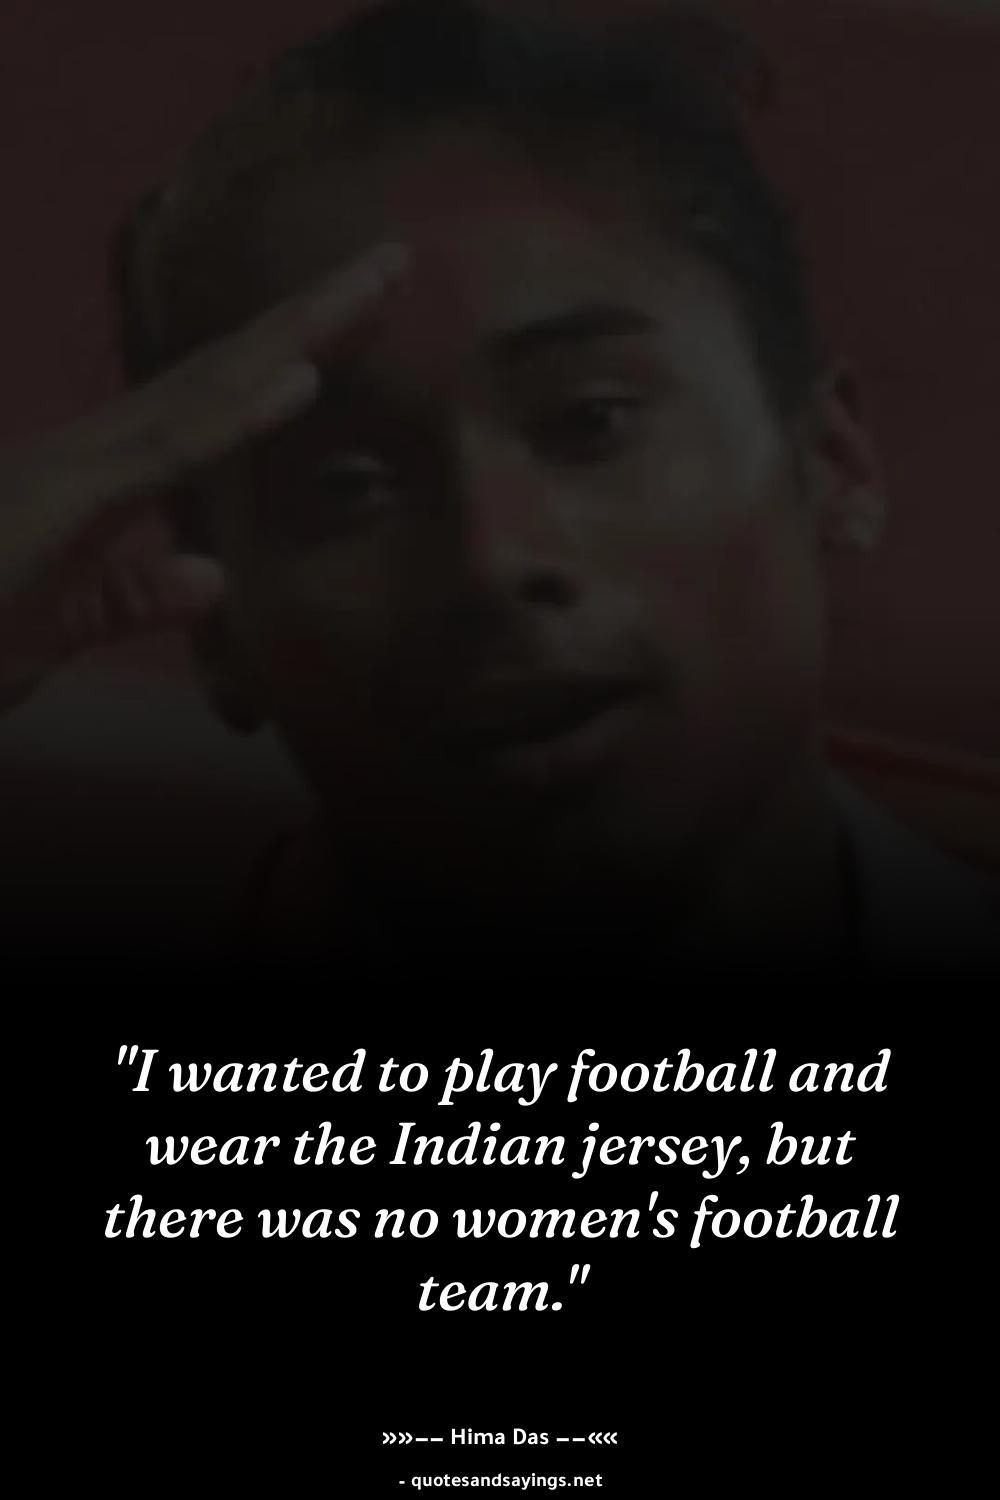 "I wanted to play football and
wear the Indian jersey, but
there was no women's football
team."
»»−− Hima Das −−««
- quotesandsayings.net